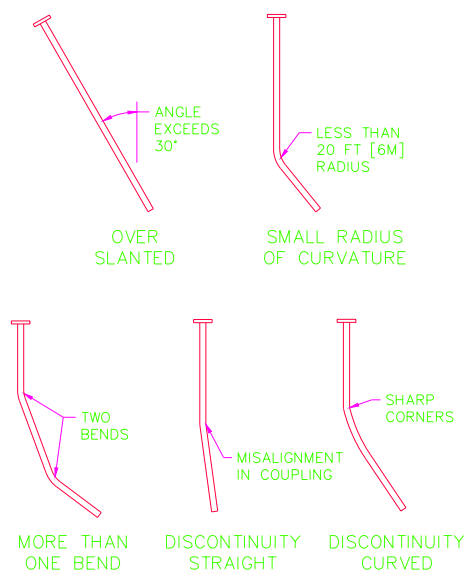 ANGLE
EXCEEDS
30°
LESS THAN
20 FT [6M]
RADIUS
OVER
SLANTED
SMALL RADIUS
OF CURVATURE
TWO
BENDS
MISALIGNMENT
IN COUPLING
SHARP
CORNERS
MORE THAN
ONE BEND
DISCONTINUITY
STRAIGHT
DISCONTINUITY
CURVED